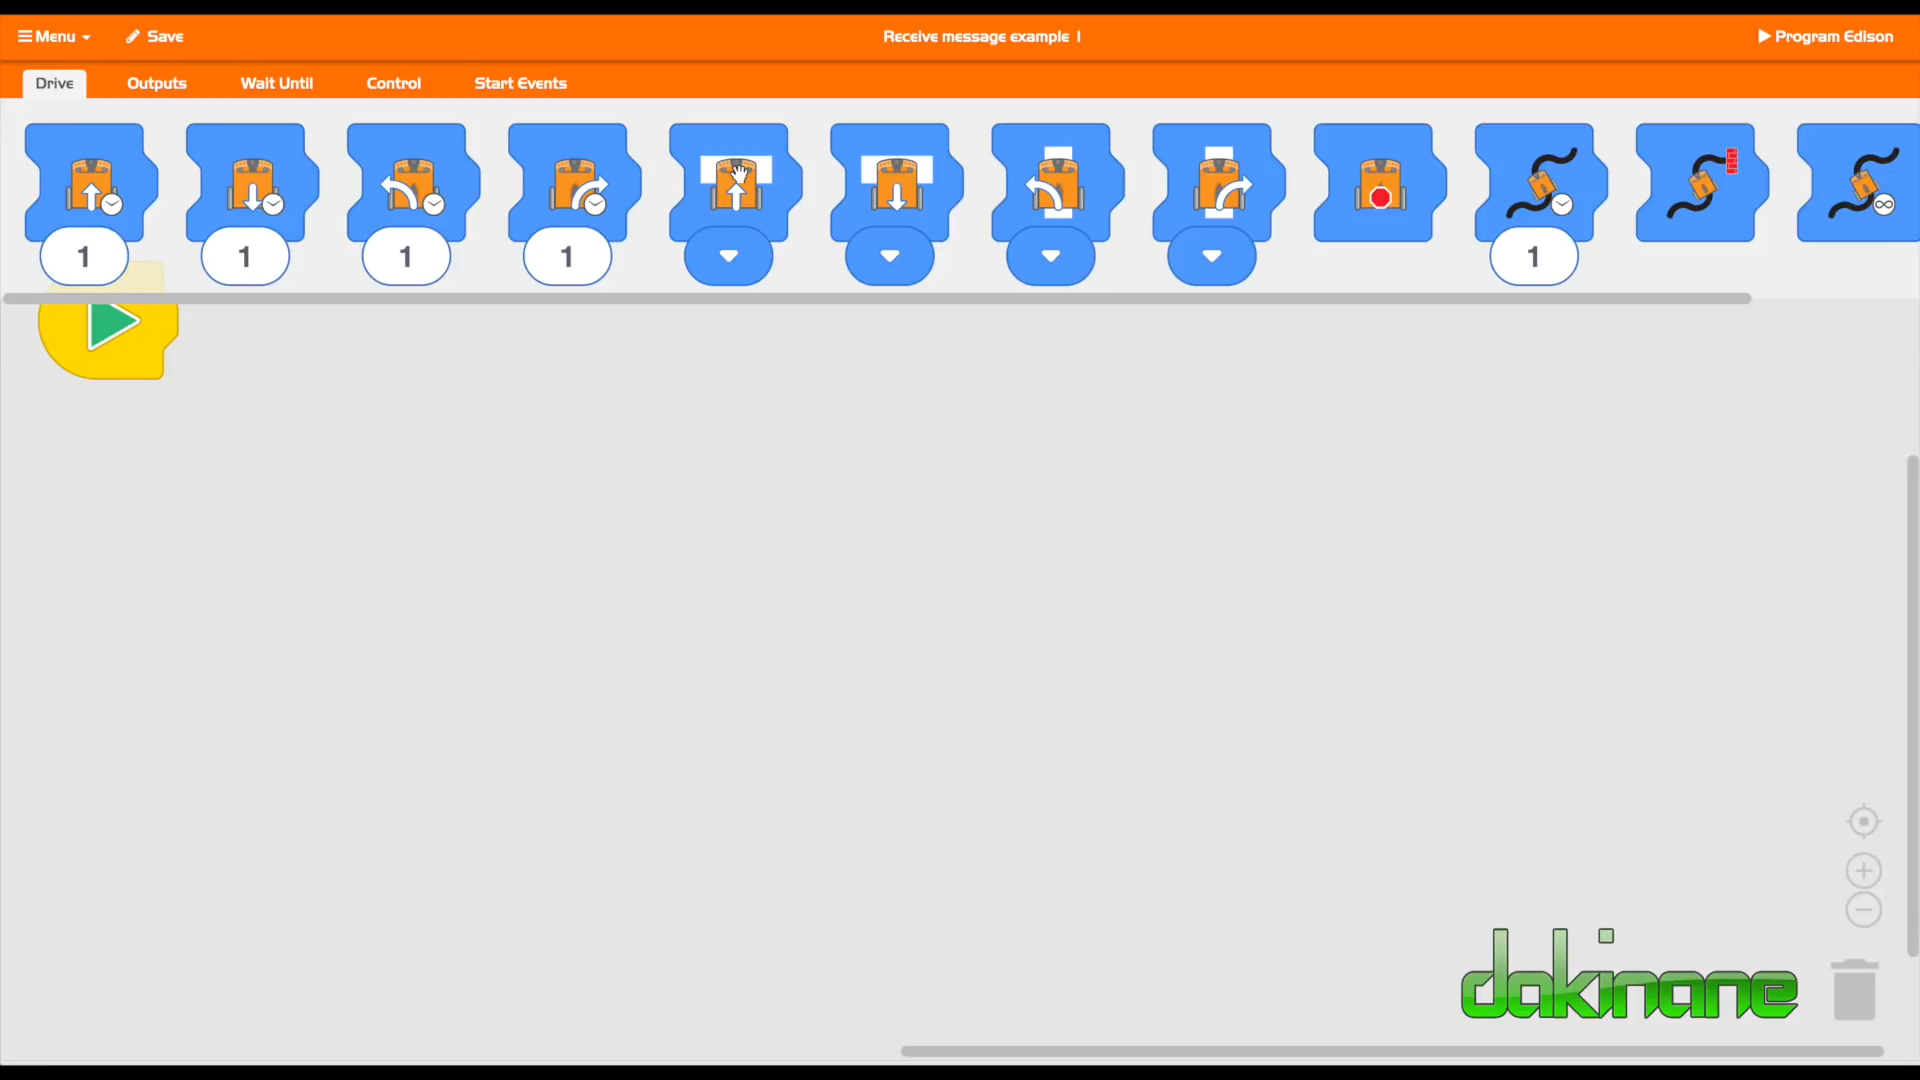 Menu Save Receive message example 1 Program Edison
Drive Outputs Wait Until Control Start Events
1 1 1 1 1
dakinane